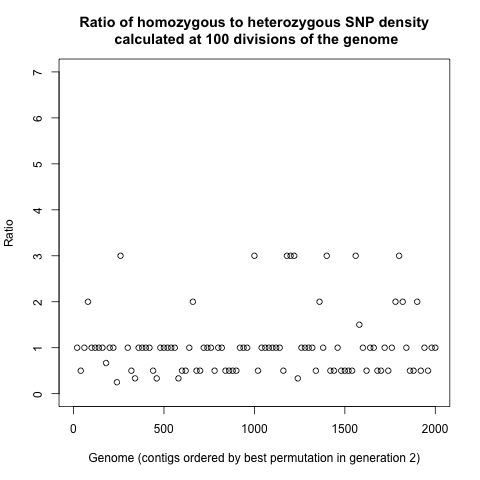 Ratio of homozygous to heterozygous SNP density
calculated at 100 divisions of the genome
7
6
5
4
3
2
1
0
Ratio
0 500 1000 1500 2000
Genome (contigs ordered by best permutation in generation 2)